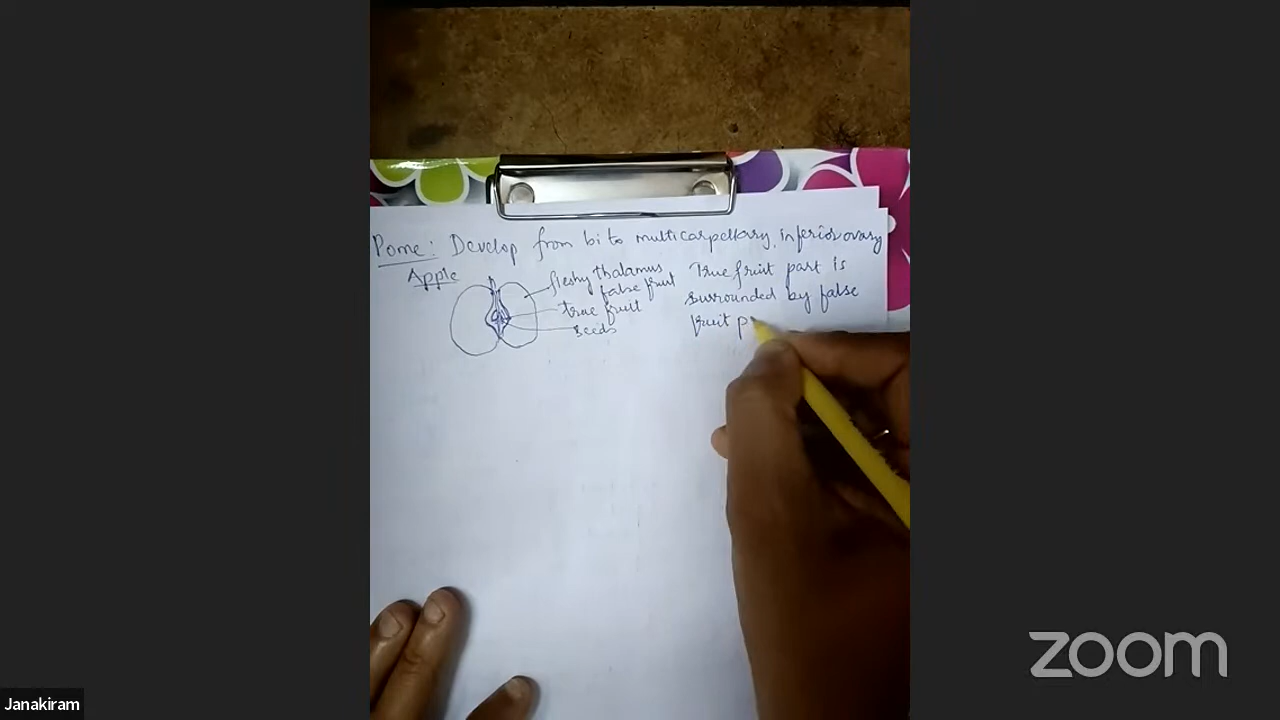 Pome: Develop from bi to multicarpellary, inferior ovary
Apple
fleshy thalamus
false fruit
true fruit
seeds
True fruit part is
surrounded by false
fruit p
zoom
Janakiram